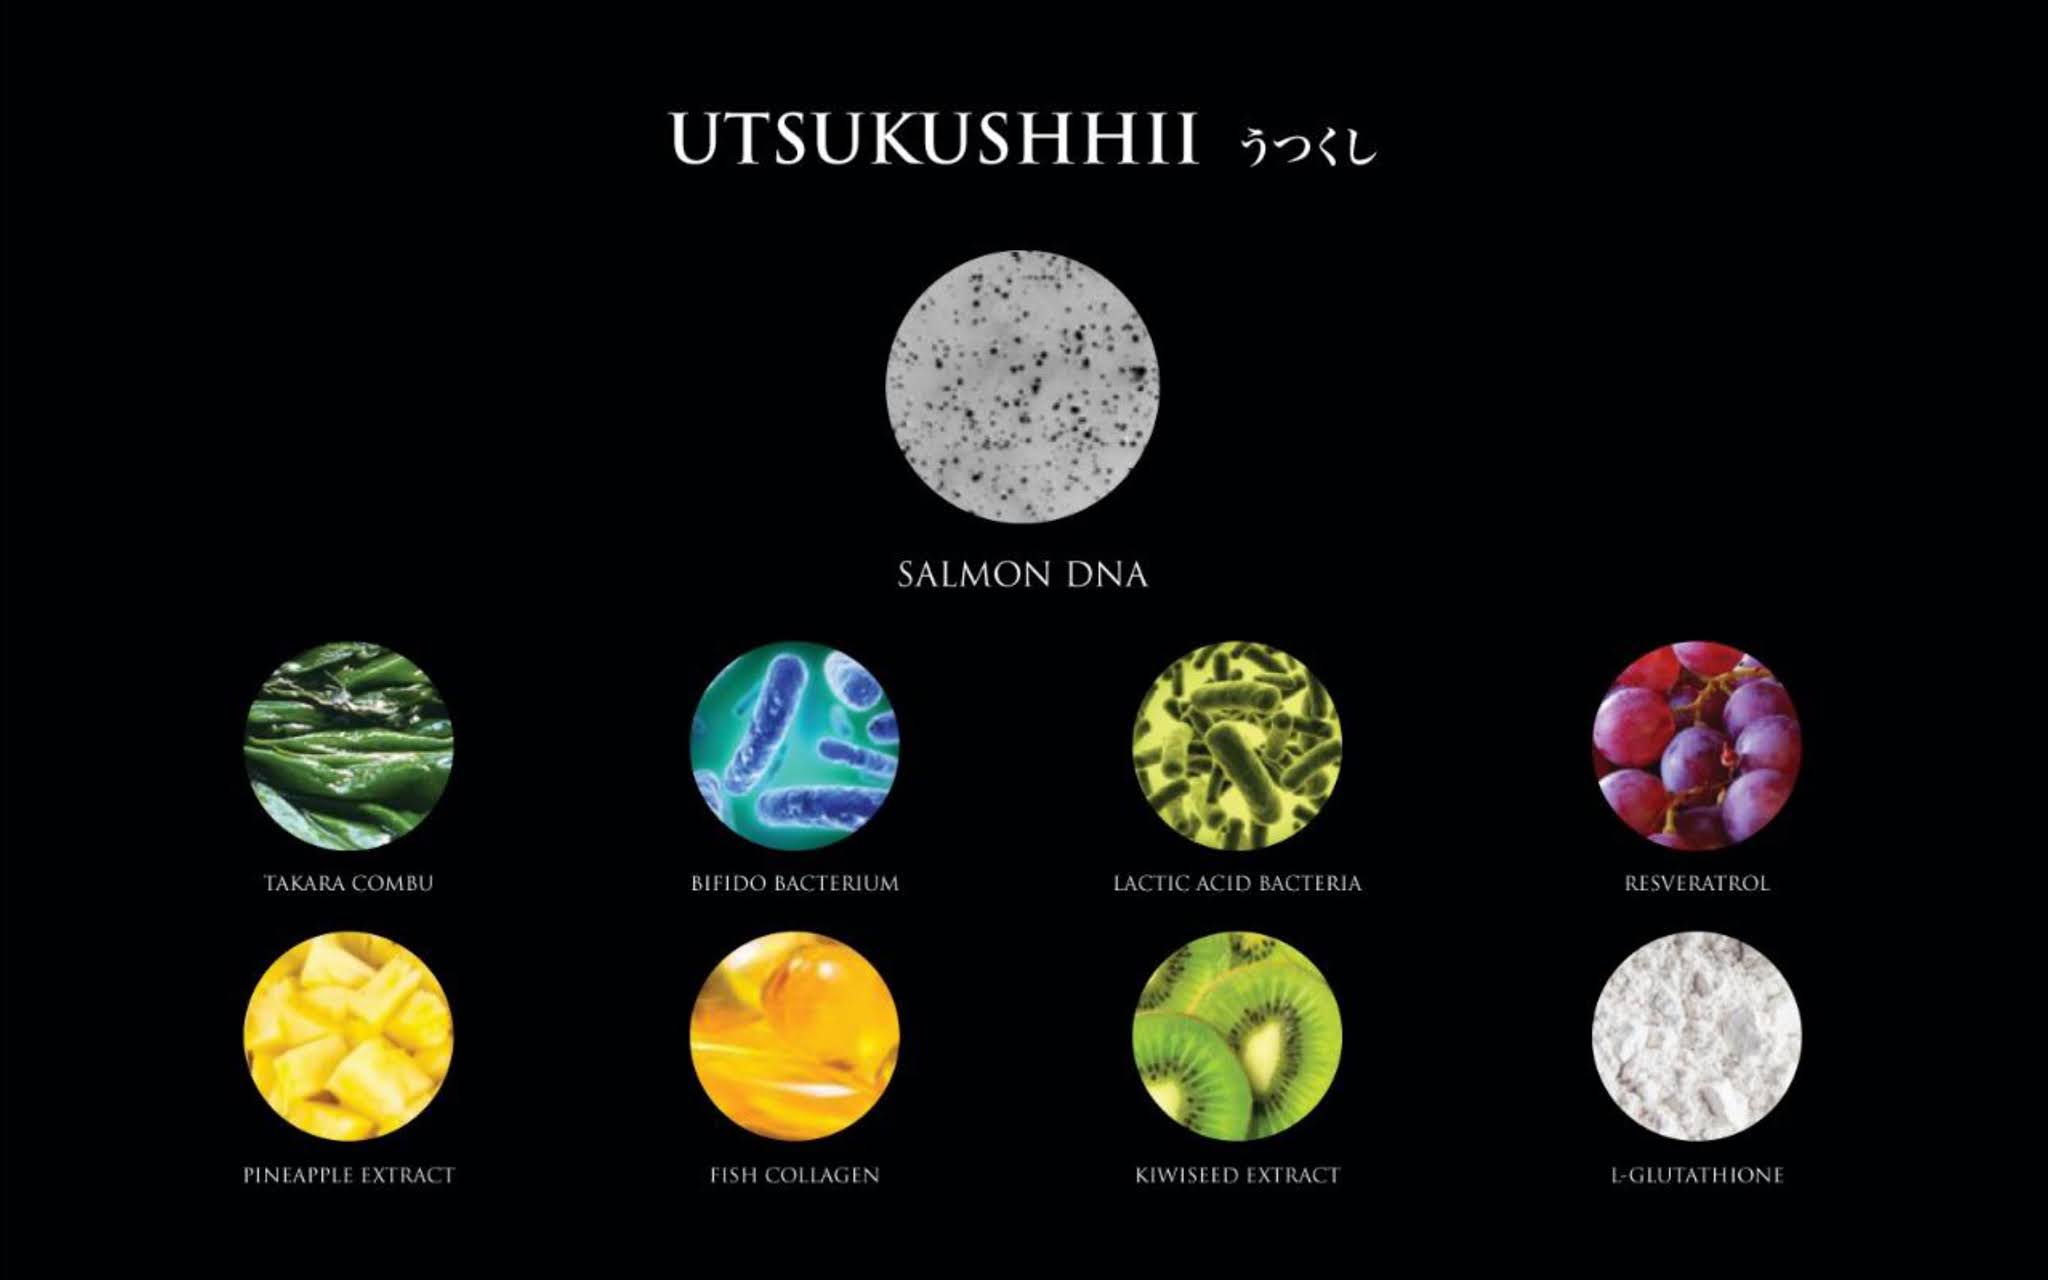 UTSUKUSHHII うつくし
SALMON DNA
TAKARA COMBU
BIFIDO BACTERIUM
LACTIC ACID BACTERIA
RESVERATROL
PINEAPPLE EXTRACT
FISH COLLAGEN
KIWISEED EXTRACT
L-GLUTATHIONE